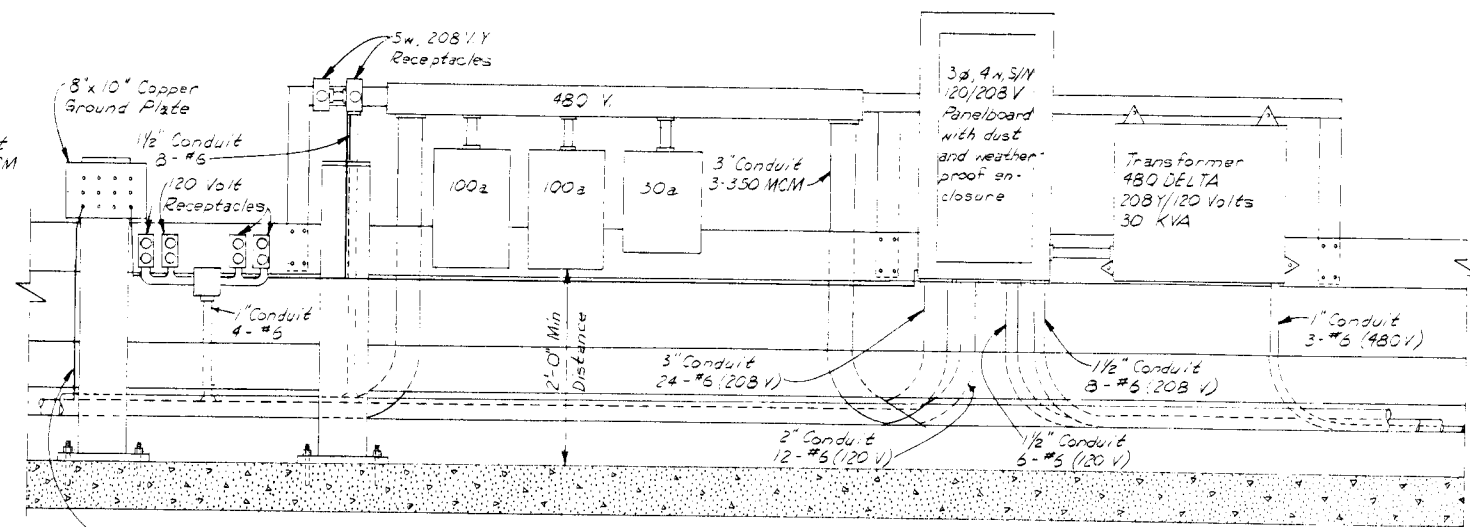 5w, 208 V.Y
Receptacles
8"x 10" Copper
Ground Plate
1½" Conduit
8-#6
120 Volt
Receptacles
480 V.
100a
100a
30a
3" Conduit
3-350 MCM
3ø, 4w, S/N
120/208 V
Panelboard
with dust
and weather-
proof en-
closure
Transformer
480 DELTA
208Y/120 Volts
30 KVA
1" Conduit
4-#6
2'-0" Min
Distance
3" Conduit
24-#6 (208 V)
1½" Conduit
8-#6 (208 V)
1" Conduit
3-#6 (480V)
2" Conduit
12-#6 (120 V)
1½" Conduit
6-#6 (120 V)